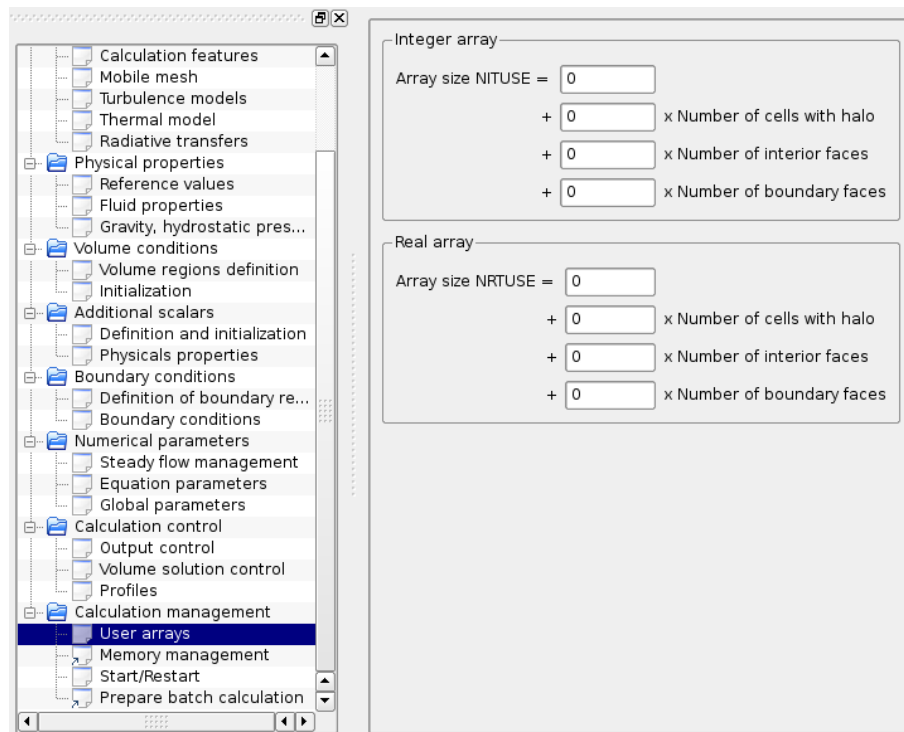 Calculation features
Mobile mesh
Turbulence models
Thermal model
Radiative transfers
Physical properties
Reference values
Fluid properties
Gravity, hydrostatic pres...
Volume conditions
Volume regions definition
Initialization
Additional scalars
Definition and initialization
Physicals properties
Boundary conditions
Definition of boundary re...
Boundary conditions
Numerical parameters
Steady flow management
Equation parameters
Global parameters
Calculation control
Output control
Volume solution control
Profiles
Calculation management
User arrays
Memory management
Start/Restart
Prepare batch calculation
Integer array
Array size NITUSE = 0
+ 0 x Number of cells with halo
+ 0 x Number of interior faces
+ 0 x Number of boundary faces
Real array
Array size NRTUSE = 0
+ 0 x Number of cells with halo
+ 0 x Number of interior faces
+ 0 x Number of boundary faces